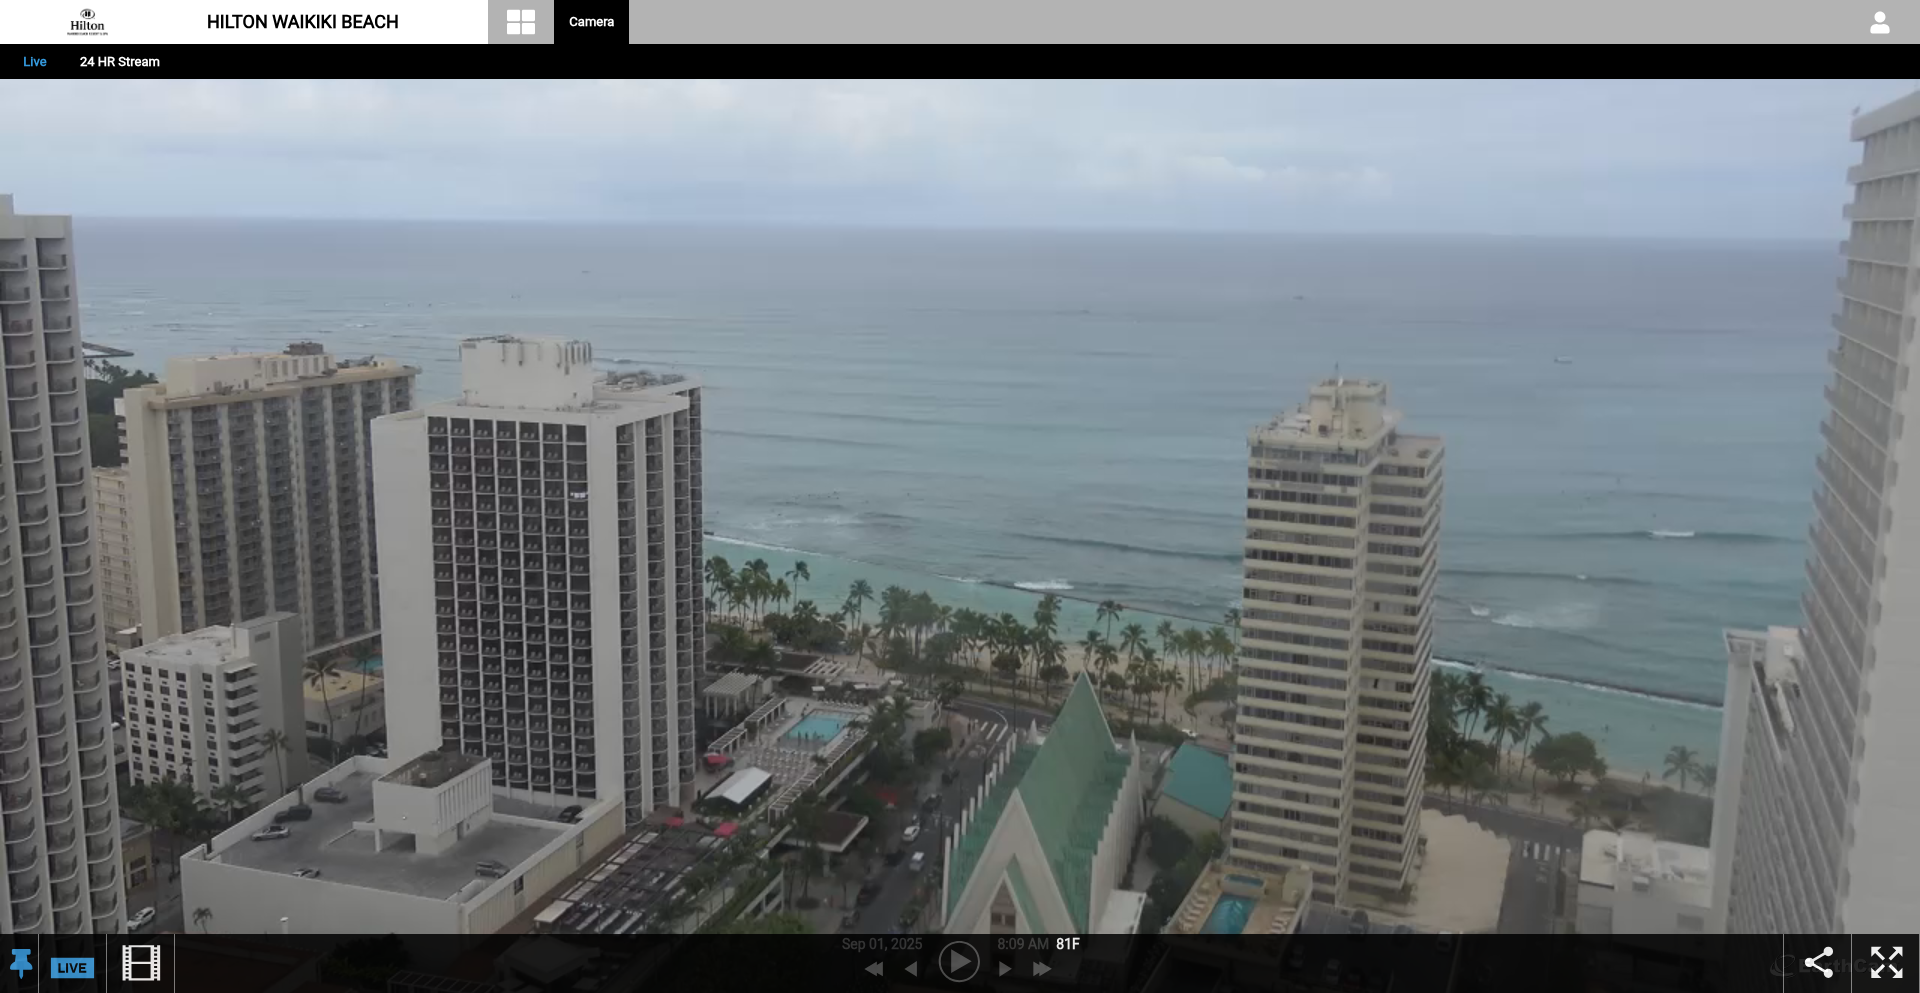 Hilton
HILTON WAIKIKI BEACH
Camera
Live
24 HR Stream
Sep 01, 2025
8:09 AM
81F
LIVE